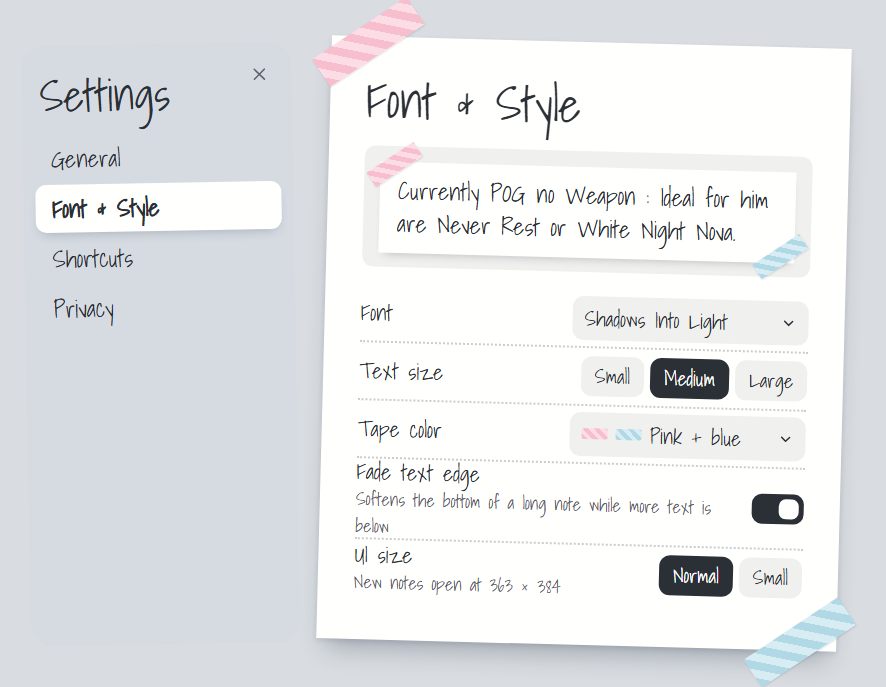 Settings
General
Font & Style
Shortcuts
Privacy
Font & Style
Currently POG no Weapon : Ideal for him
are Never Rest or White Night Nova.
Font
Shadows Into Light
Text size
Small Medium Large
Tape color
Pink + blue
Fade text edge
Softens the bottom of a long note while more text is
below
UI size
New notes open at 363 × 384
Normal Small